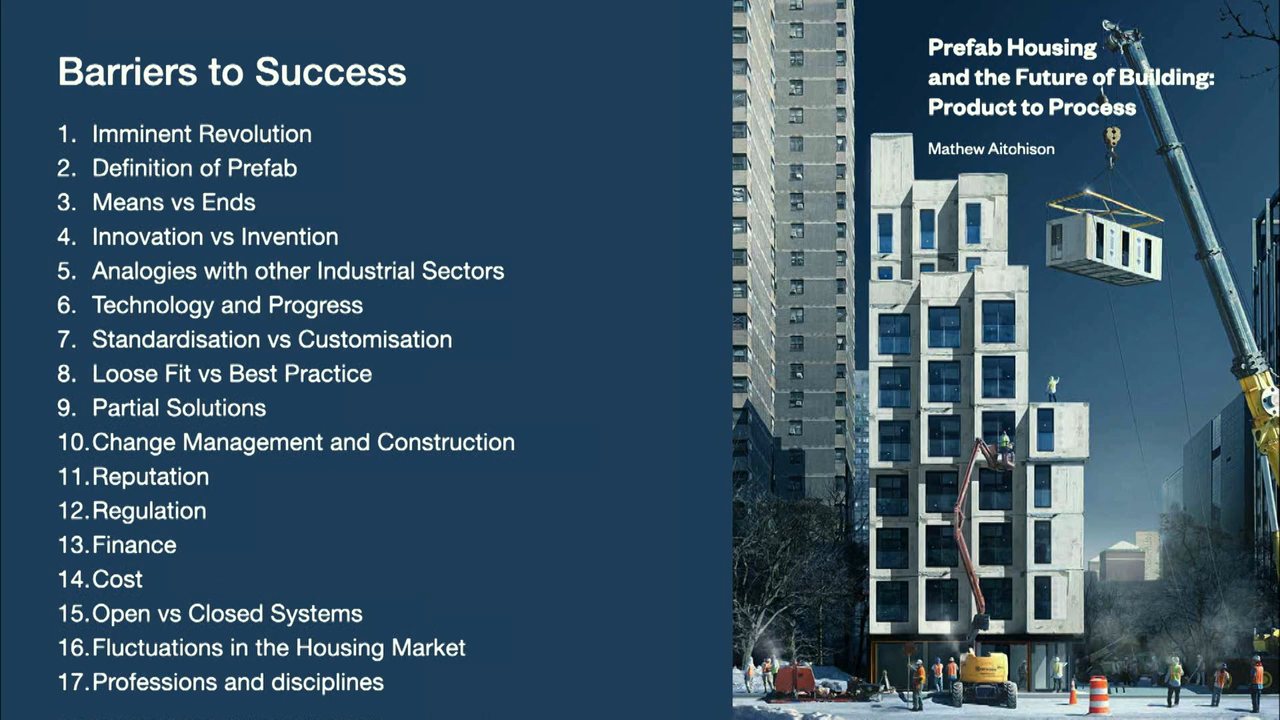 Barriers to Success
1. Imminent Revolution
2. Definition of Prefab
3. Means vs Ends
4. Innovation vs Invention
5. Analogies with other Industrial Sectors
6. Technology and Progress
7. Standardisation vs Customisation
8. Loose Fit vs Best Practice
9. Partial Solutions
10. Change Management and Construction
11. Reputation
12. Regulation
13. Finance
14. Cost
15. Open vs Closed Systems
16. Fluctuations in the Housing Market
17. Professions and disciplines
Prefab Housing
and the Future of Building:
Product to Process
Mathew Aitchison